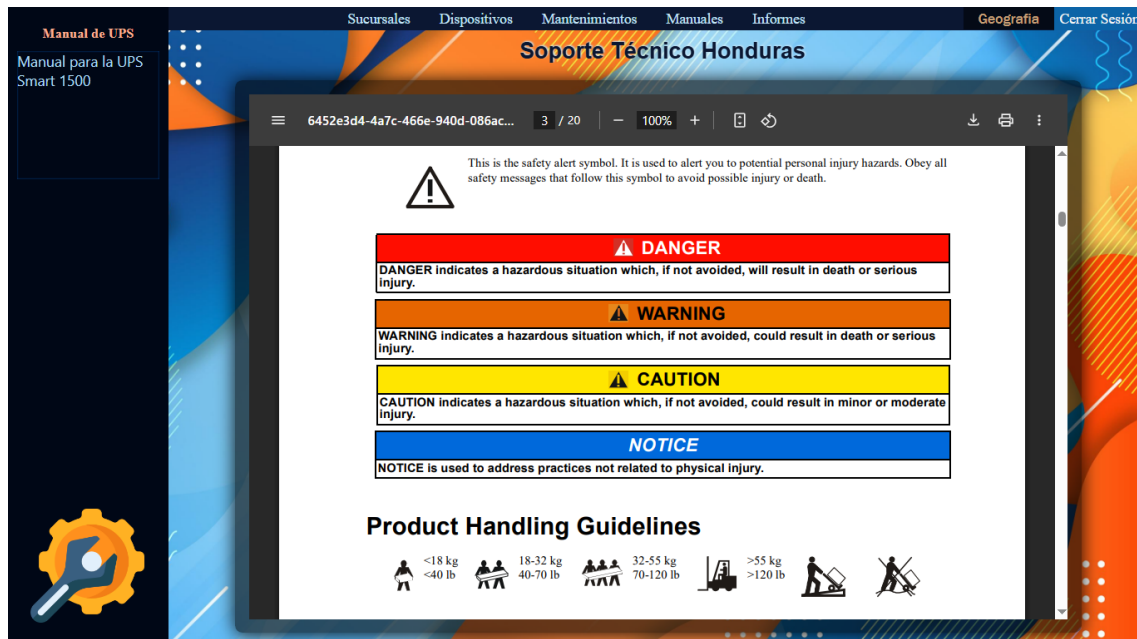 Sucursales Dispositivos Mantenimientos Manuales Informes Geografia Cerrar Sesión
Manual de UPS
Manual para la UPS
Smart 1500
Soporte Técnico Honduras
6452e3d4-4a7c-466e-940d-086ac... 3 / 20 − 100% +
This is the safety alert symbol. It is used to alert you to potential personal injury hazards. Obey all
safety messages that follow this symbol to avoid possible injury or death.
DANGER
DANGER indicates a hazardous situation which, if not avoided, will result in death or serious
injury.
WARNING
WARNING indicates a hazardous situation which, if not avoided, could result in death or serious
injury.
CAUTION
CAUTION indicates a hazardous situation which, if not avoided, could result in minor or moderate
injury.
NOTICE
NOTICE is used to address practices not related to physical injury.
Product Handling Guidelines
<18 kg 18-32 kg 32-55 kg >55 kg
<40 lb 40-70 lb 70-120 lb >120 lb